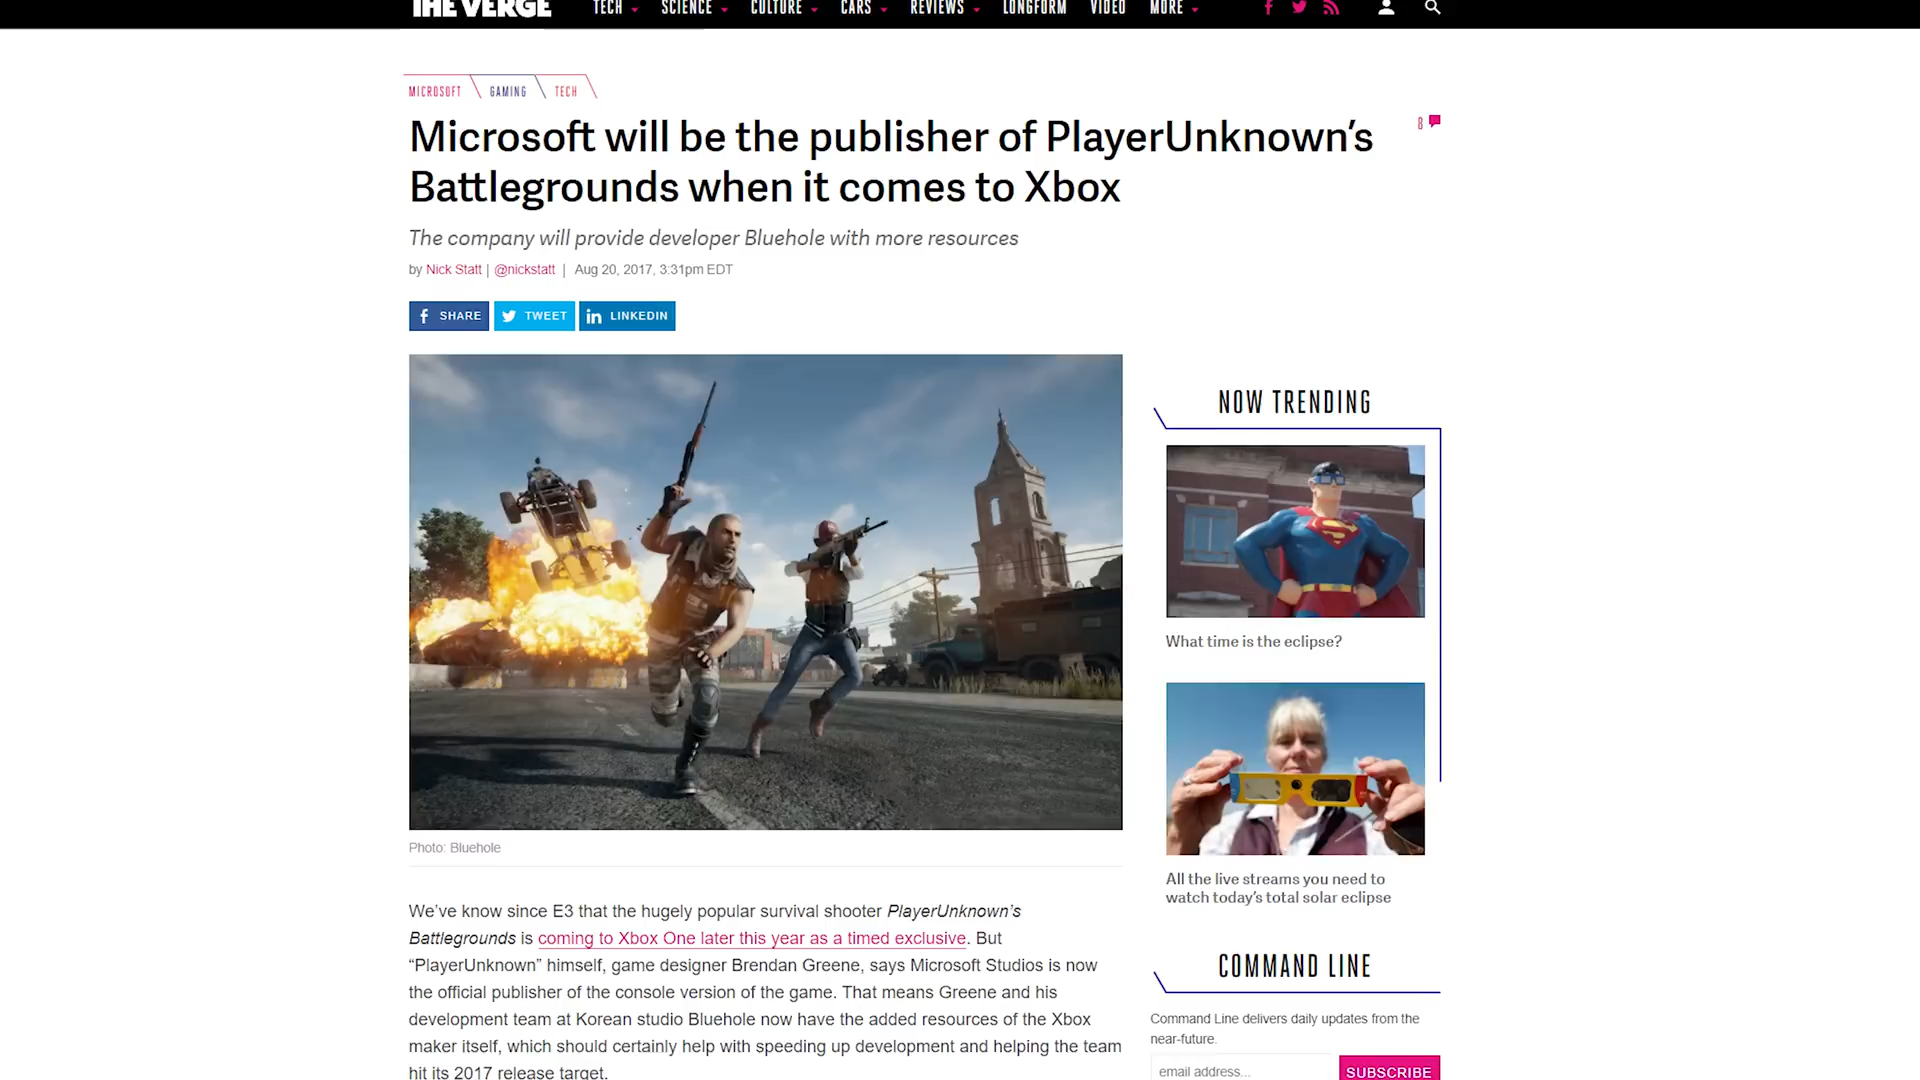 THE VERGE
TECH SCIENCE CULTURE CARS REVIEWS LONGFORM VIDEO MORE
MICROSOFT GAMING TECH
Microsoft will be the publisher of PlayerUnknown's
Battlegrounds when it comes to Xbox
8
The company will provide developer Bluehole with more resources
by Nick Statt | @nickstatt | Aug 20, 2017, 3:31pm EDT
SHARE TWEET LINKEDIN
Photo: Bluehole
We've know since E3 that the hugely popular survival shooter PlayerUnknown's
Battlegrounds is coming to Xbox One later this year as a timed exclusive. But
“PlayerUnknown” himself, game designer Brendan Greene, says Microsoft Studios is now
the official publisher of the console version of the game. That means Greene and his
development team at Korean studio Bluehole now have the added resources of the Xbox
maker itself, which should certainly help with speeding up development and helping the team
hit its 2017 release target.
NOW TRENDING
What time is the eclipse?
All the live streams you need to
watch today's total solar eclipse
COMMAND LINE
Command Line delivers daily updates from the
near-future.
email address...
SUBSCRIBE